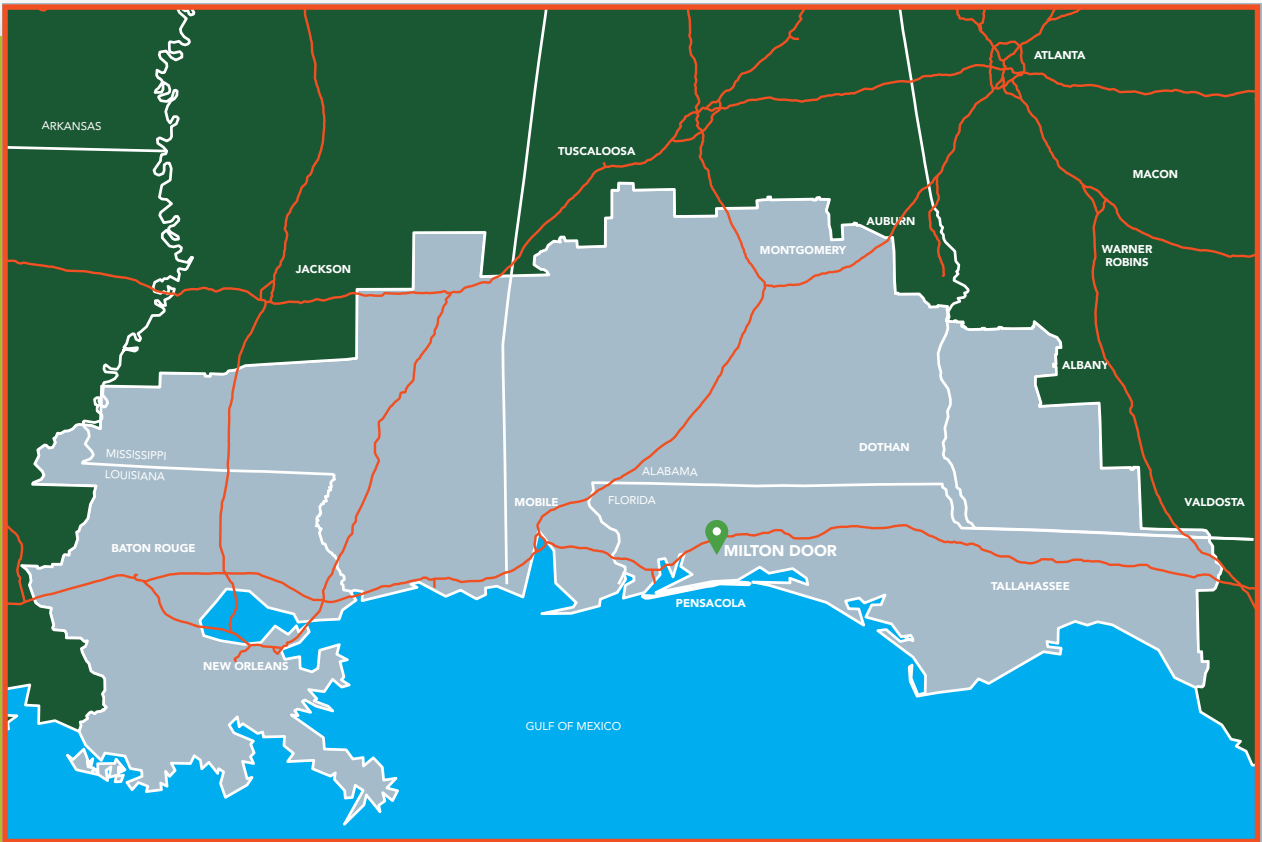 ATLANTA
ARKANSAS
TUSCALOOSA
MACON
AUBURN
MONTGOMERY
WARNER
ROBINS
JACKSON
ALBANY
DOTHAN
MISSISSIPPI
LOUISIANA
ALABAMA
FLORIDA
MOBILE
VALDOSTA
BATON ROUGE
MILTON DOOR
TALLAHASSEE
PENSACOLA
NEW ORLEANS
GULF OF MEXICO